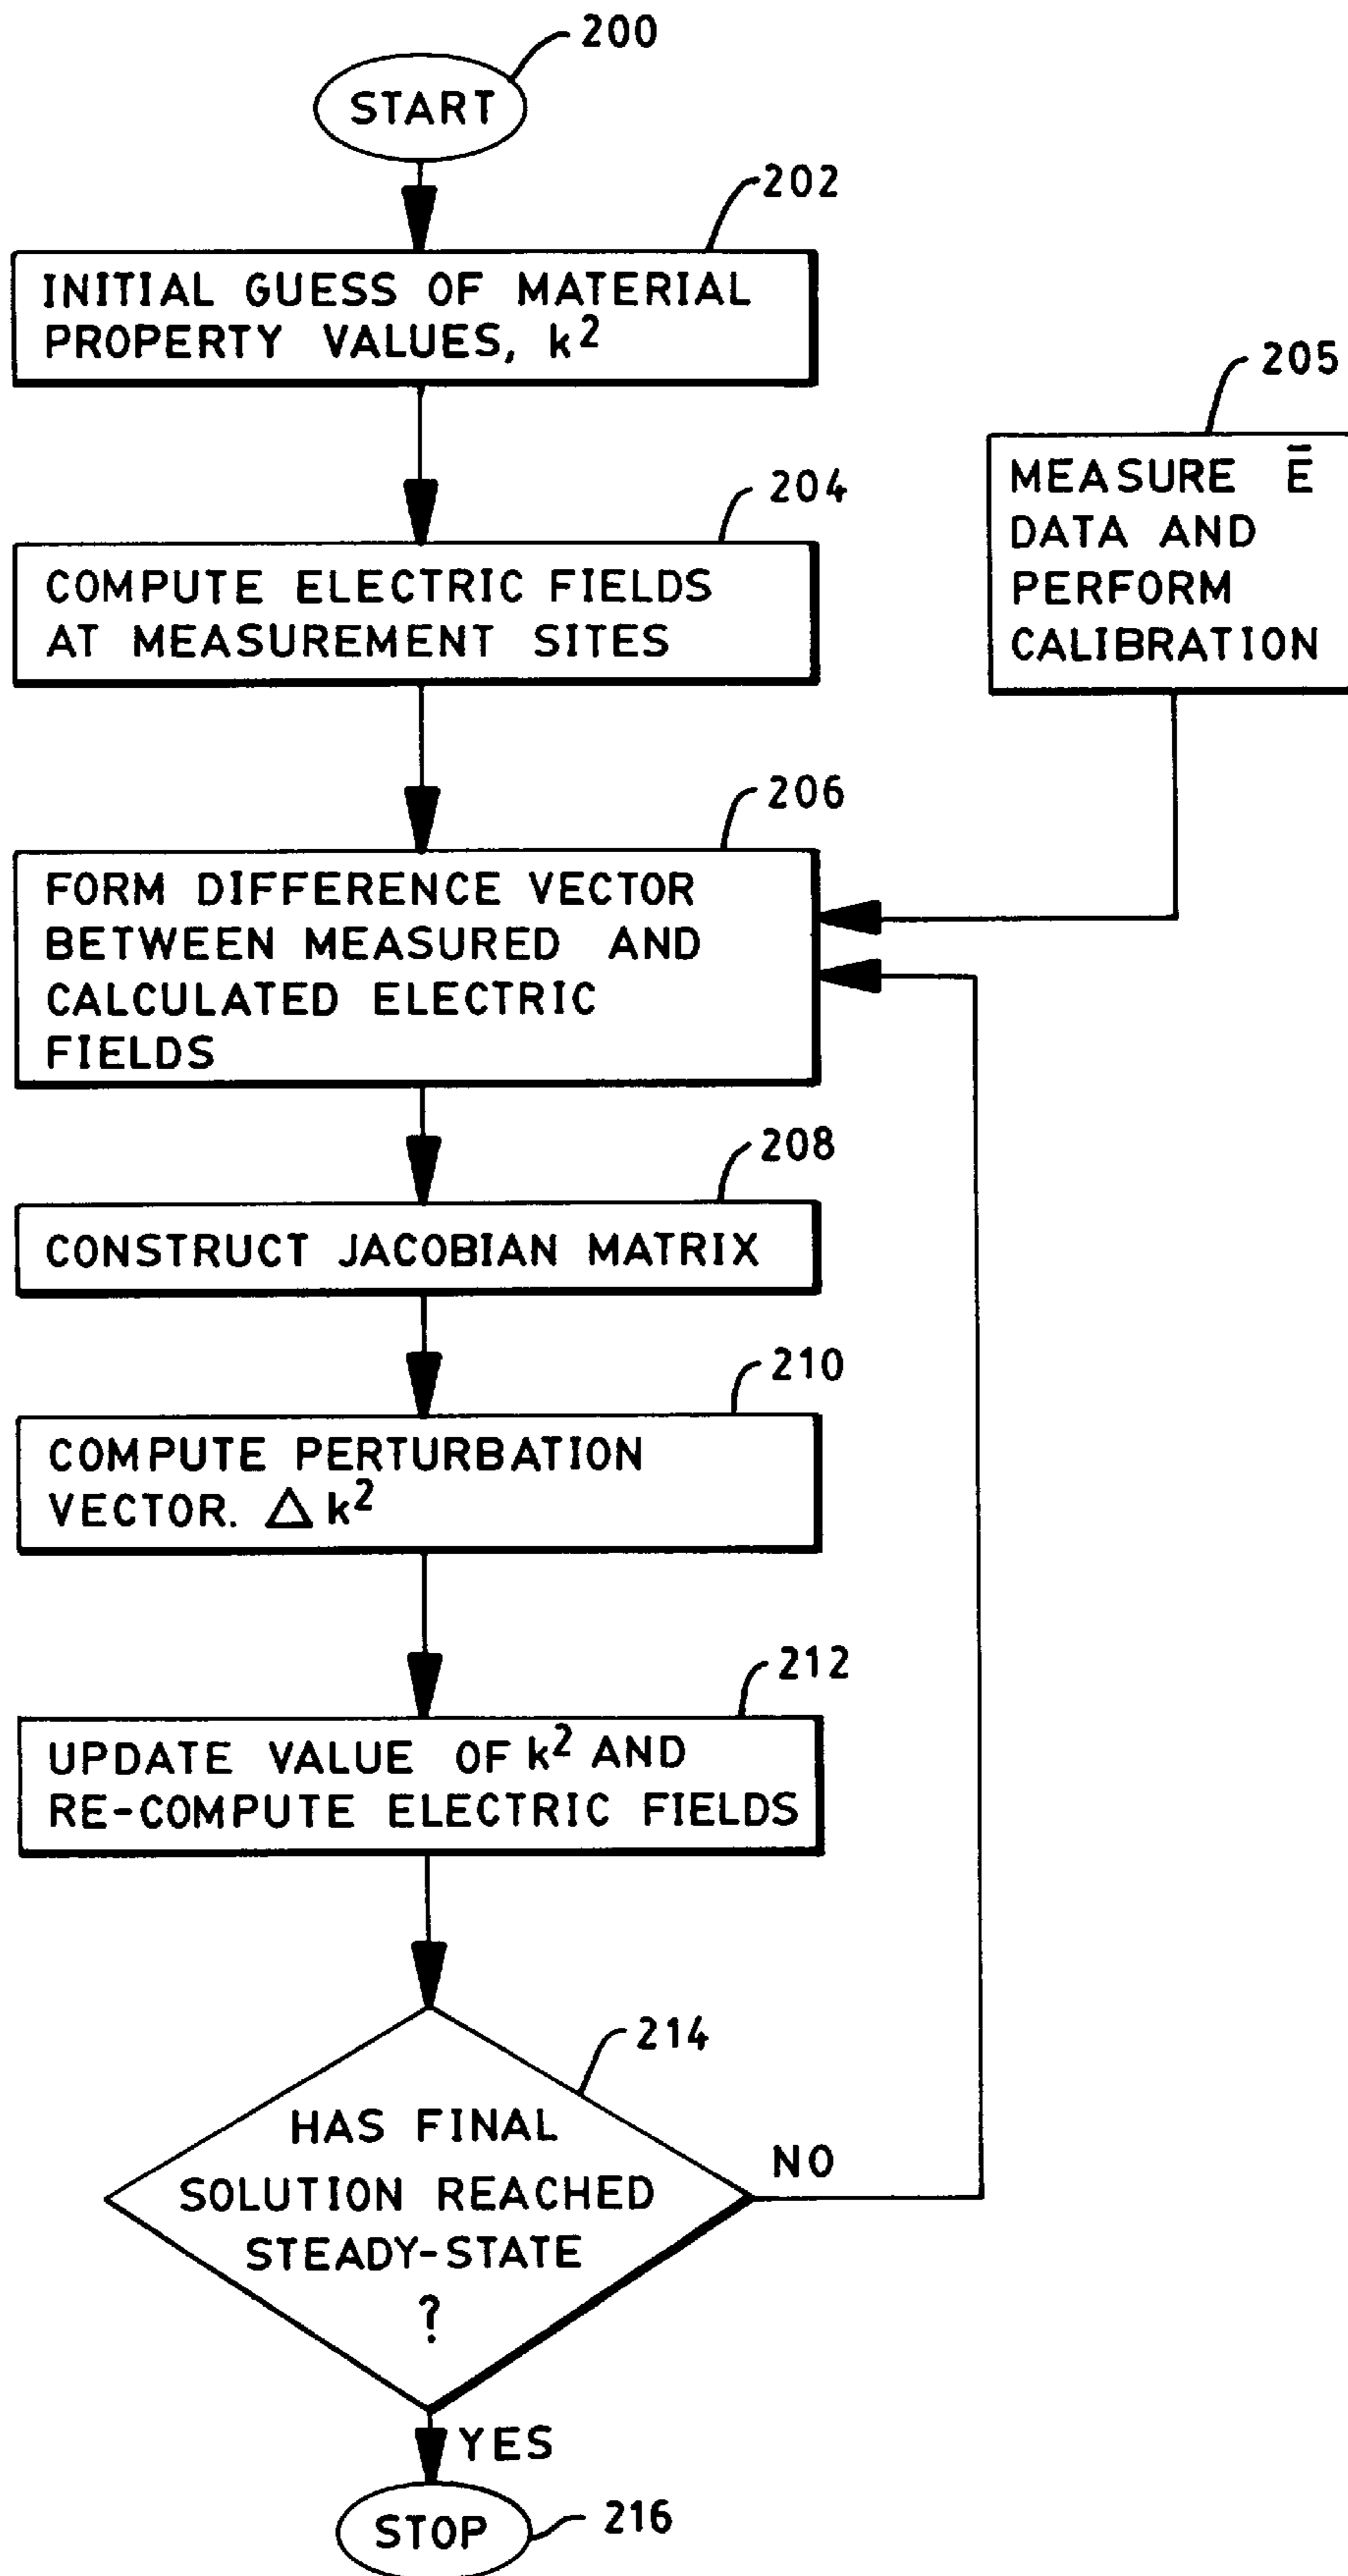 200
START
202
INITIAL GUESS OF MATERIAL
PROPERTY VALUES, k²
204
COMPUTE ELECTRIC FIELDS
AT MEASUREMENT SITES
205
MEASURE Ē
DATA AND
PERFORM
CALIBRATION
206
FORM DIFFERENCE VECTOR
BETWEEN MEASURED AND
CALCULATED ELECTRIC
FIELDS
208
CONSTRUCT JACOBIAN MATRIX
210
COMPUTE PERTURBATION
VECTOR. Δ k²
212
UPDATE VALUE OF k² AND
RE-COMPUTE ELECTRIC FIELDS
214
HAS FINAL
SOLUTION REACHED
STEADY-STATE
?
NO
YES
STOP
216